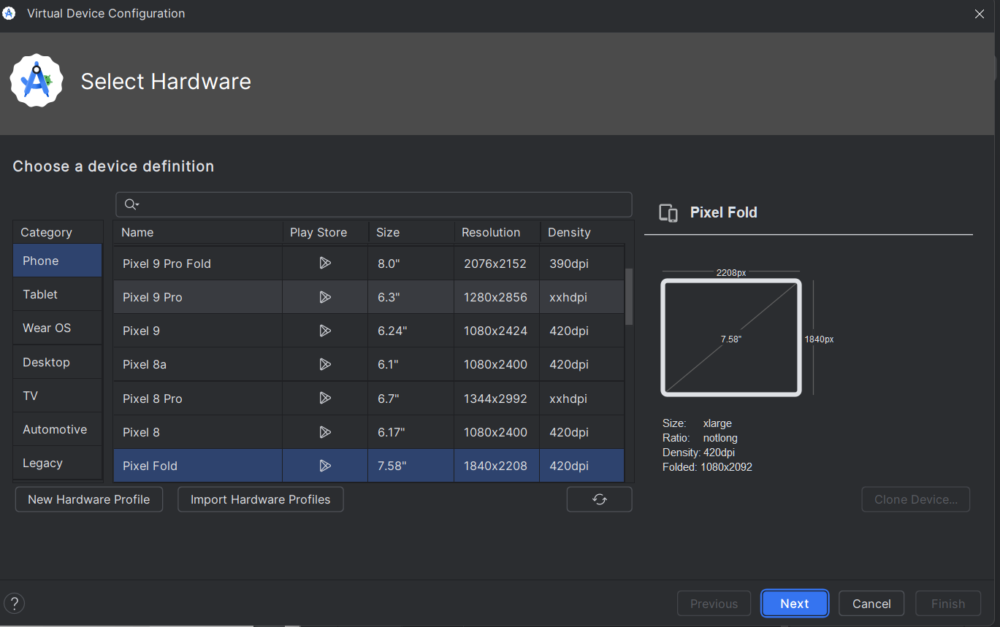 Virtual Device Configuration
Select Hardware
Choose a device definition
Category
Phone
Tablet
Wear OS
Desktop
TV
Automotive
Legacy
Name Play Store Size Resolution Density
Pixel 9 Pro Fold 8.0" 2076x2152 390dpi
Pixel 9 Pro 6.3" 1280x2856 xxhdpi
Pixel 9 6.24" 1080x2424 420dpi
Pixel 8a 6.1" 1080x2400 420dpi
Pixel 8 Pro 6.7" 1344x2992 xxhdpi
Pixel 8 6.17" 1080x2400 420dpi
Pixel Fold 7.58" 1840x2208 420dpi
New Hardware Profile Import Hardware Profiles
Pixel Fold
2208px
7.58"
1840px
Size: xlarge
Ratio: notlong
Density: 420dpi
Folded: 1080x2092
Clone Device...
? Previous Next Cancel Finish